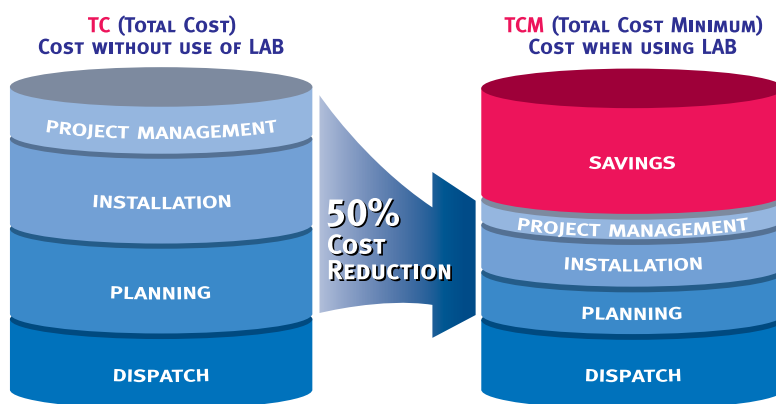 TC (Total Cost)
Cost without use of LAB
PROJECT MANAGEMENT
INSTALLATION
PLANNING
DISPATCH
50%
Cost
Reduction
TCM (Total Cost Minimum)
Cost when using LAB
SAVINGS
PROJECT MANAGEMENT
INSTALLATION
PLANNING
DISPATCH